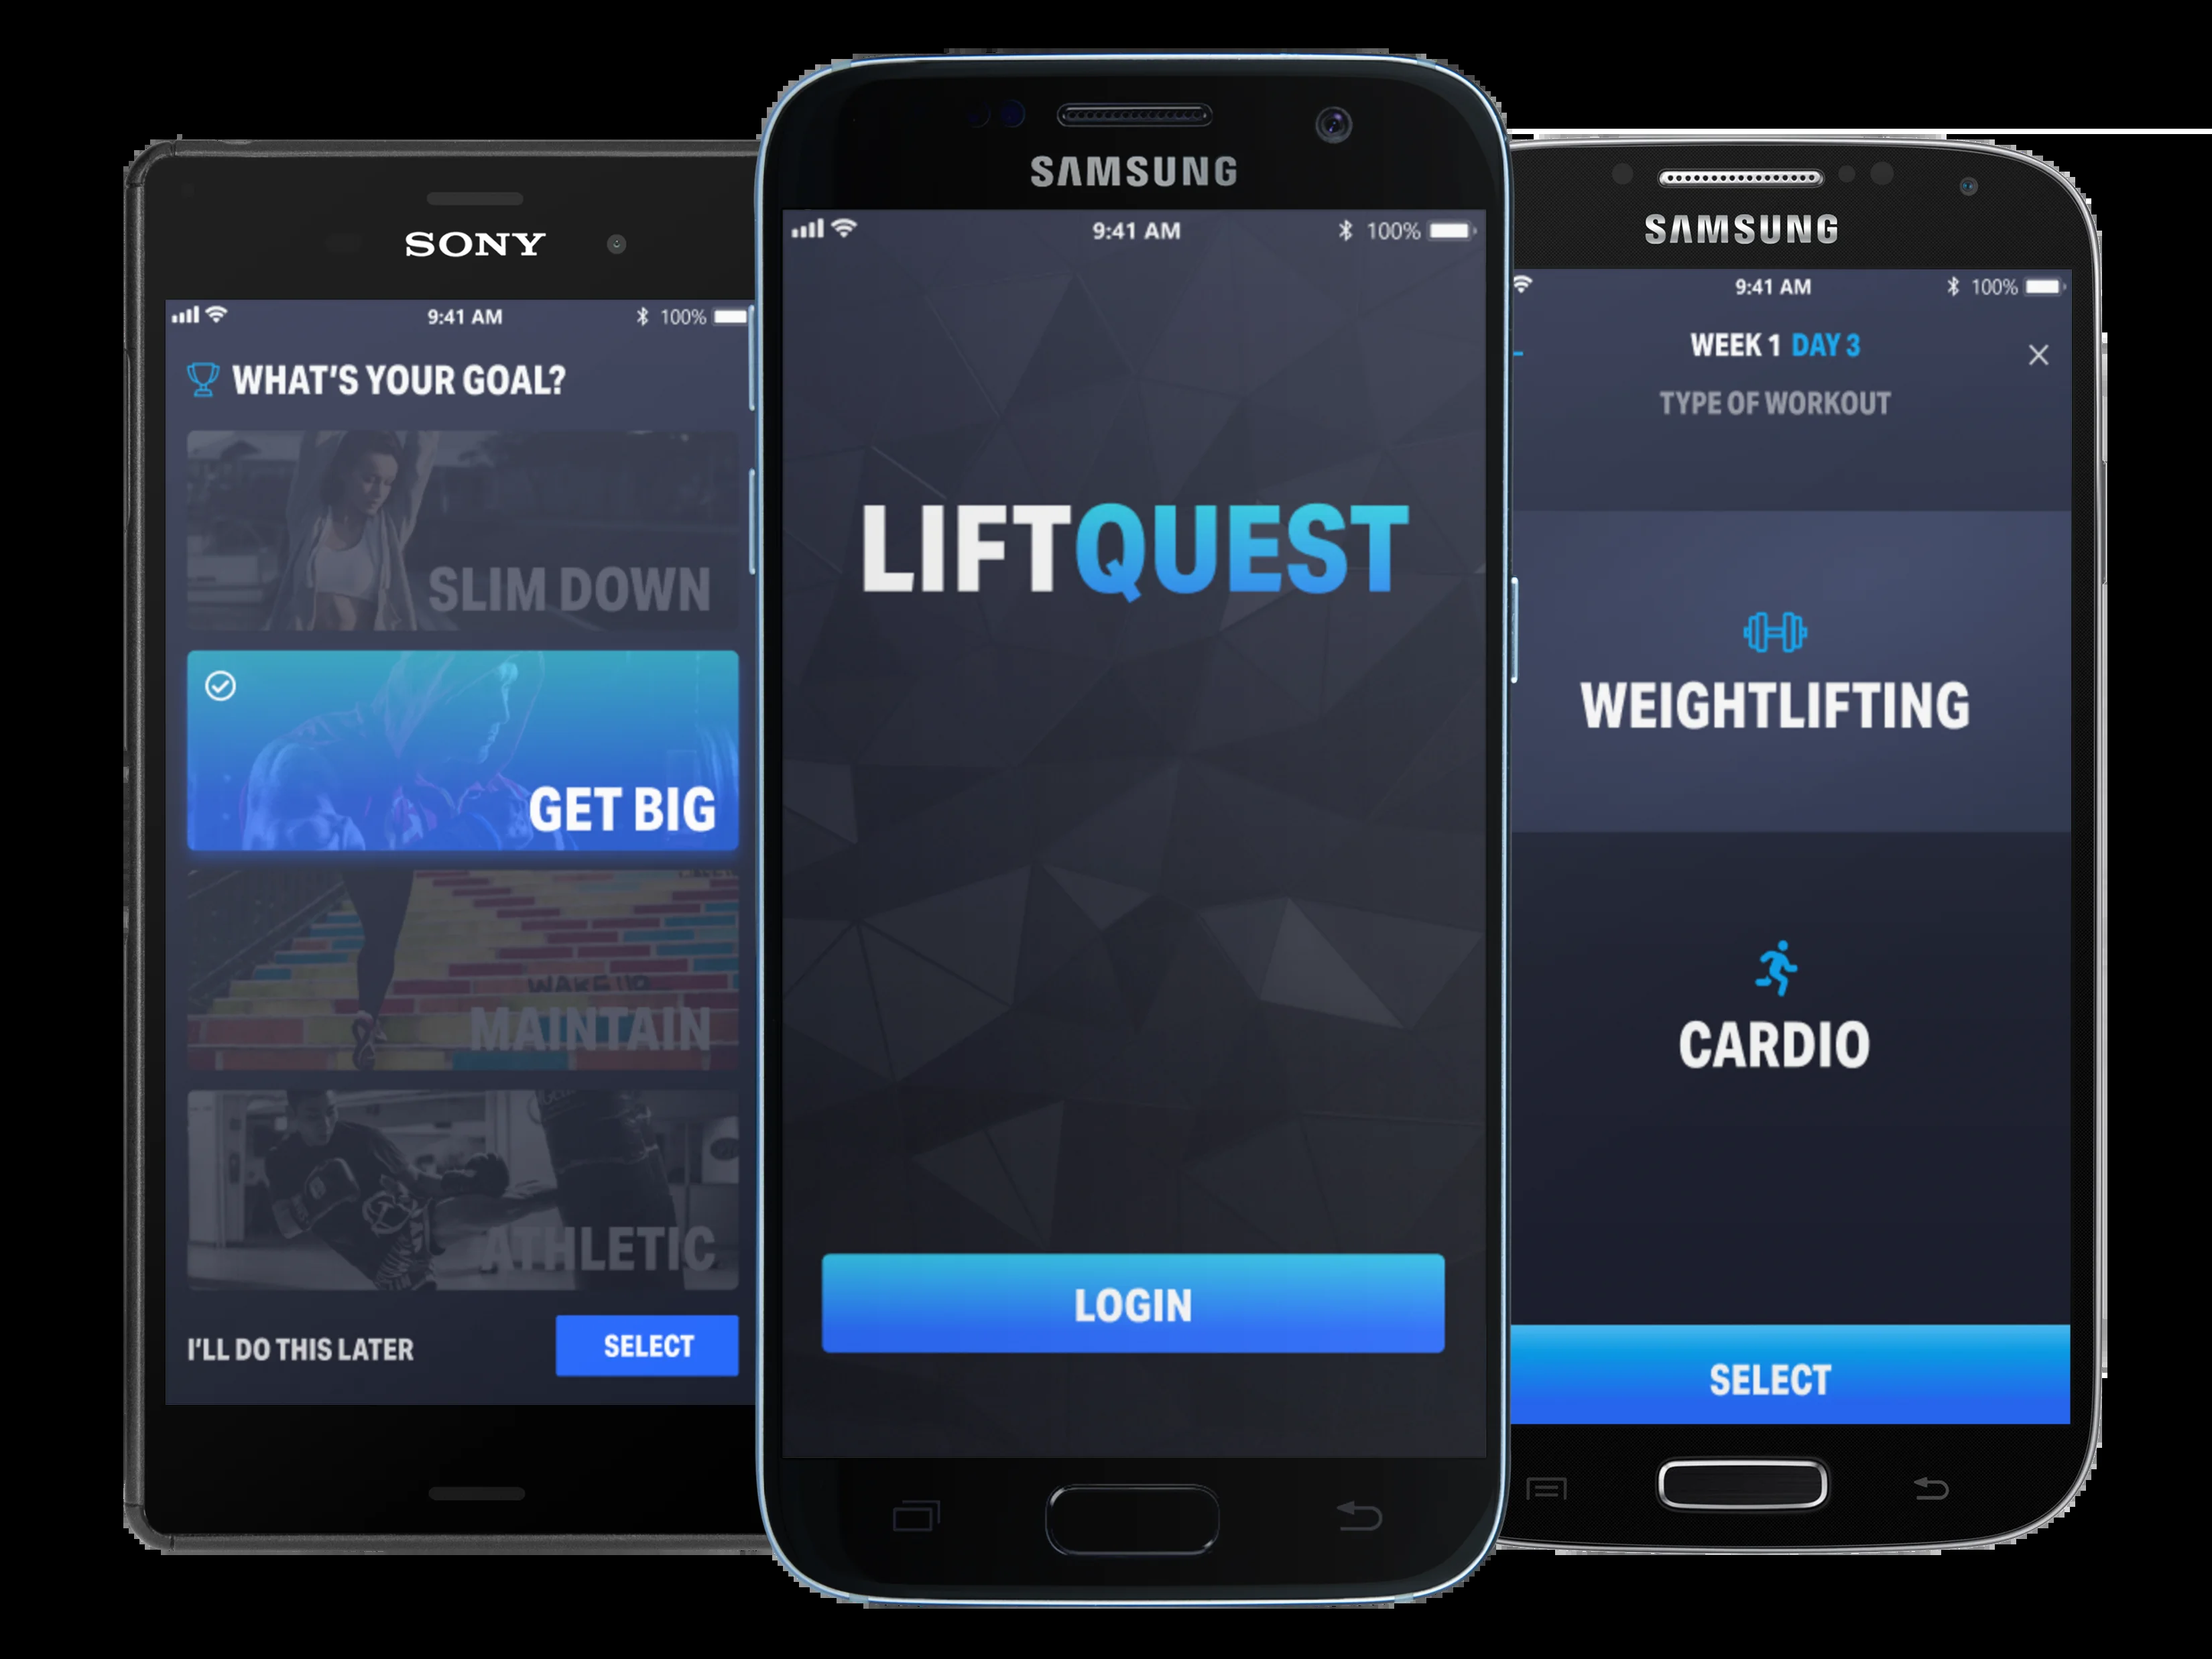 SONY
9:41 AM
100%
WHAT'S YOUR GOAL?
SLIM DOWN
GET BIG
WAKE UP
MAINTAIN
ATHLETIC
I'LL DO THIS LATER
SELECT
SAMSUNG
9:41 AM
100%
LIFTQUEST
LOGIN
SAMSUNG
9:41 AM
100%
WEEK 1 DAY 3
TYPE OF WORKOUT
WEIGHTLIFTING
CARDIO
SELECT